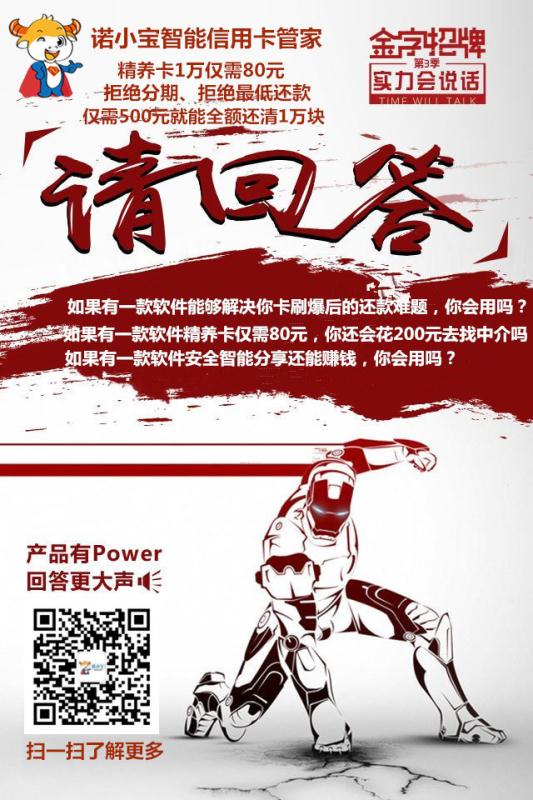 诺小宝智能信用卡管家
精养卡1万仅需80元
拒绝分期、拒绝最低还款
仅需500元就能全额还清1万块
金字招牌
第3季
实力会说话
TIME WILL TALK
请回答
如果有一款软件能够解决你卡刷爆后的还款难题，你会用吗？
如果有一款软件精养卡仅需80元，你还会花200元去找中介吗
如果有一款软件安全智能分享还能赚钱，你会用吗？
产品有Power
回答更大声
扫一扫了解更多